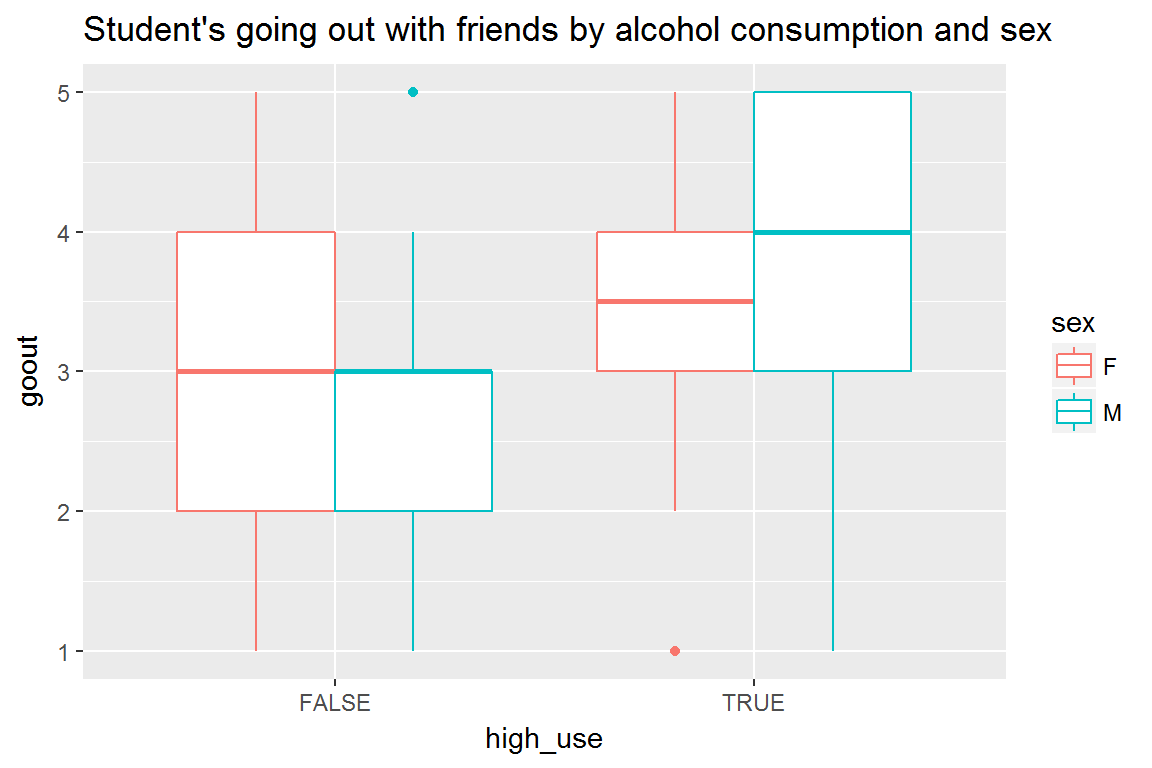 Student's going out with friends by alcohol consumption and sex
5
4
3
2
1
goout
FALSE
TRUE
high_use
sex
F
M